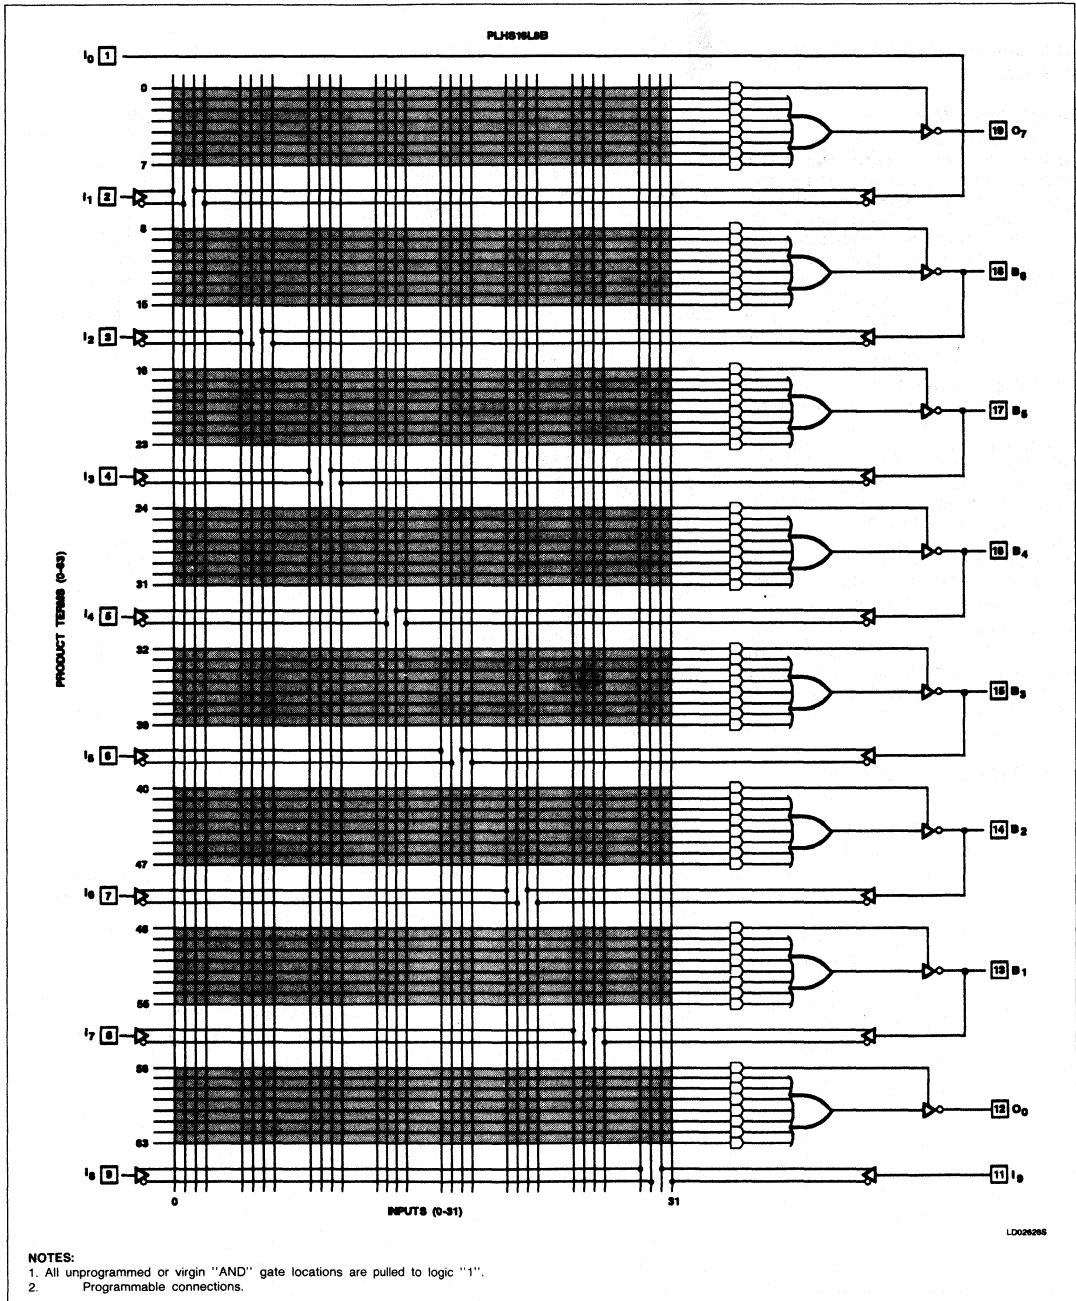 PLHS16L8B
I0 1
0
19 O7
7
I1 2
8
18 B6
15
I2 3
16
17 B5
23
I3 4
24
16 B4
31
I4 5
PRODUCT TERMS (0-63)
32
15 B3
39
I5 6
40
14 B2
47
I6 7
48
13 B1
55
I7 8
56
12 O0
63
I8 9
11 I9
0
31
INPUTS (0-31)
LD02626S
NOTES:
1. All unprogrammed or virgin "AND" gate locations are pulled to logic "1".
2. Programmable connections.